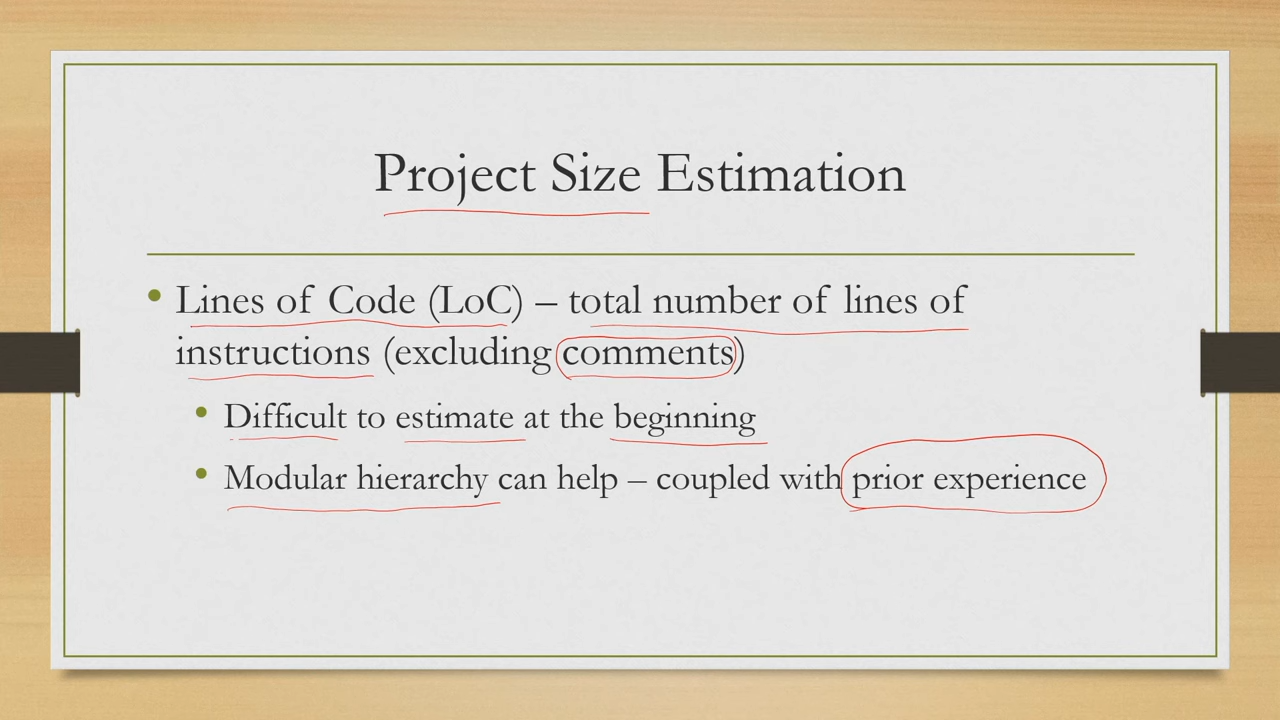 Project Size Estimation
• Lines of Code (LoC) – total number of lines of
instructions (excluding comments)
• Difficult to estimate at the beginning
• Modular hierarchy can help – coupled with prior experience